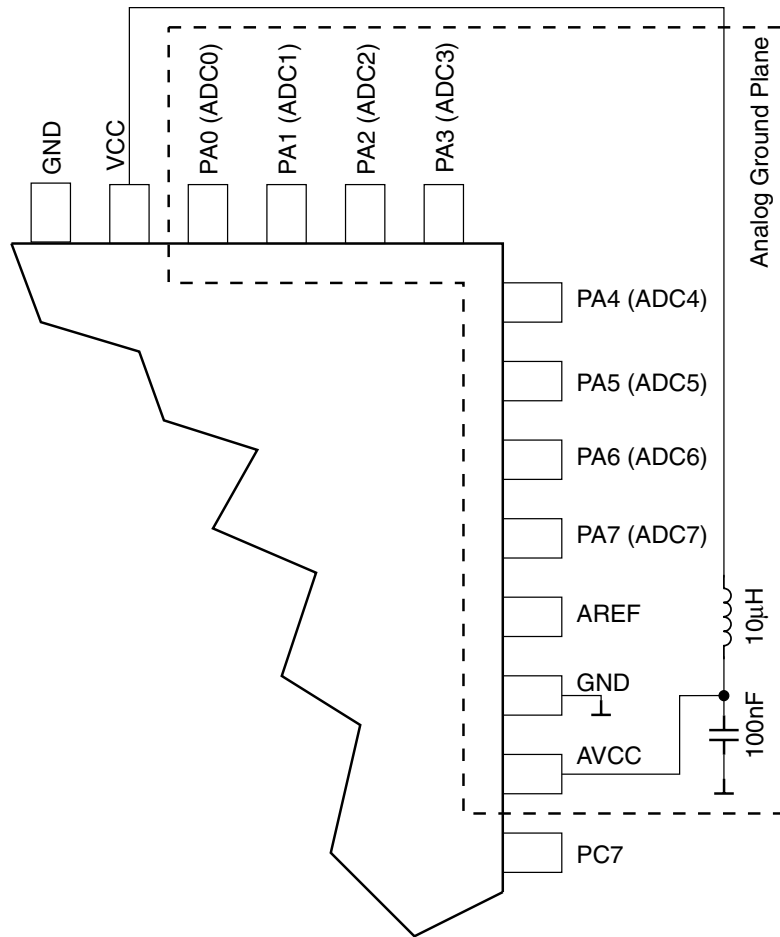 GND
VCC
PA0 (ADC0)
PA1 (ADC1)
PA2 (ADC2)
PA3 (ADC3)
Analog Ground Plane
PA4 (ADC4)
PA5 (ADC5)
PA6 (ADC6)
PA7 (ADC7)
AREF
10μH
GND
100nF
AVCC
PC7